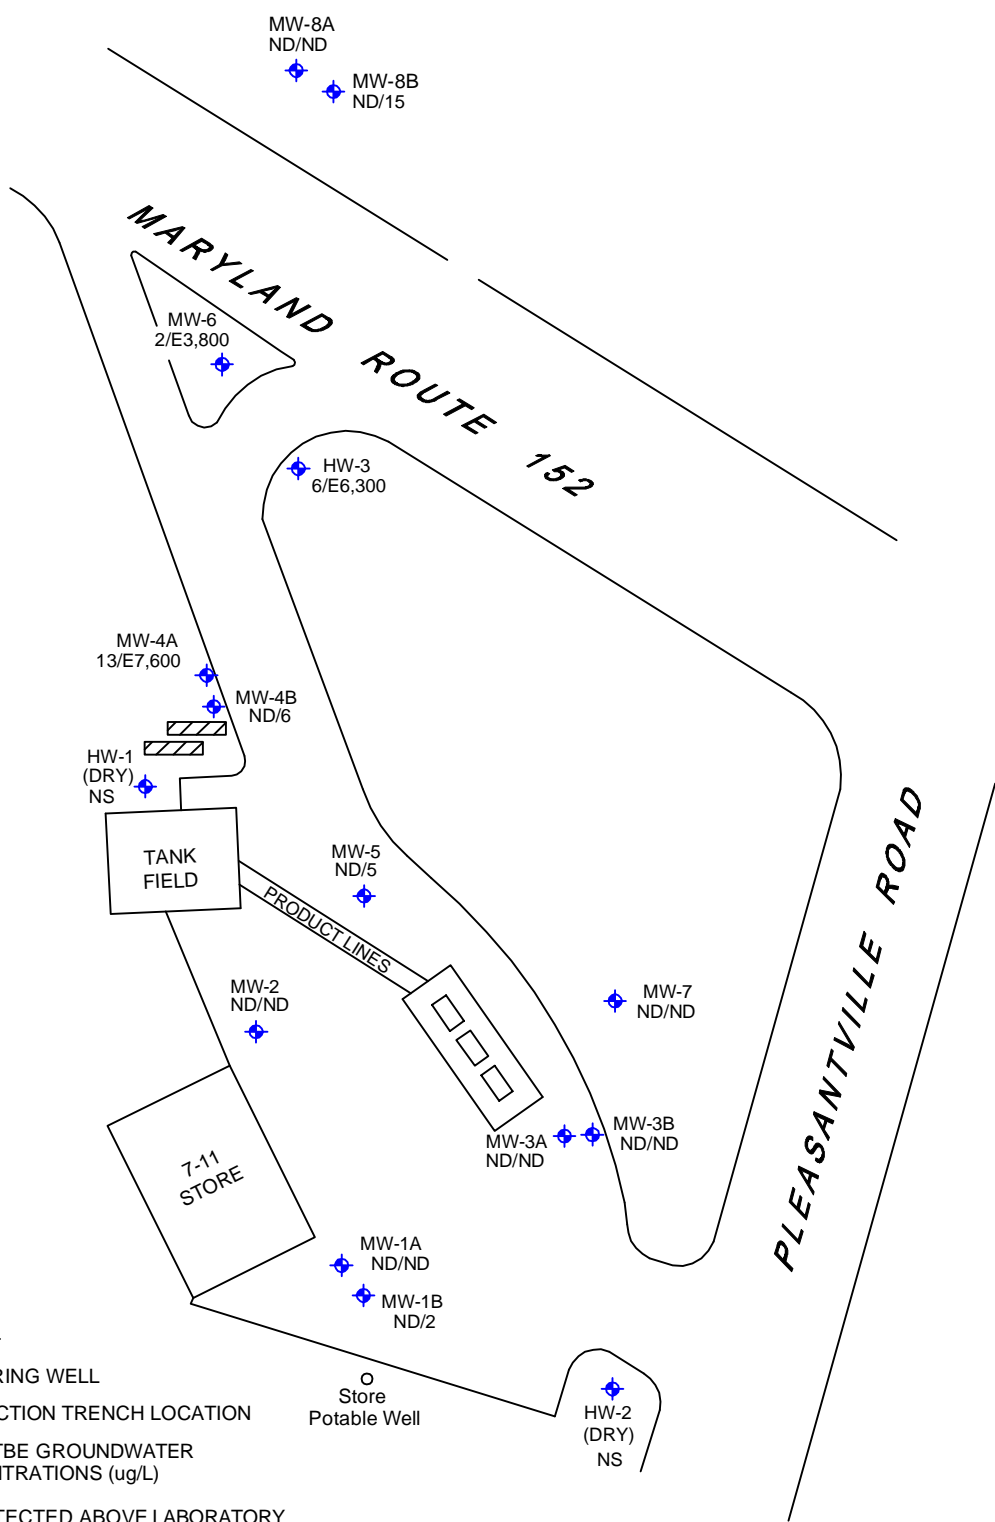 MW-8A
ND/ND
MW-8B
ND/15
MARYLAND ROUTE 152
MW-6
2/E3,800
HW-3
6/E6,300
MW-4A
13/E7,600
MW-4B
ND/6
HW-1
(DRY)
NS
TANK
FIELD
MW-5
ND/5
PRODUCT LINES
PLEASANTVILLE ROAD
MW-2
ND/ND
MW-7
ND/ND
MW-3A
ND/ND
MW-3B
ND/ND
7-11
STORE
MW-1A
ND/ND
MW-1B
ND/2
RING WELL
Store
Potable Well
CTION TRENCH LOCATION
HW-2
(DRY)
NS
TBE GROUNDWATER
NTRATIONS (ug/L)
TECTED ABOVE LABORATORY